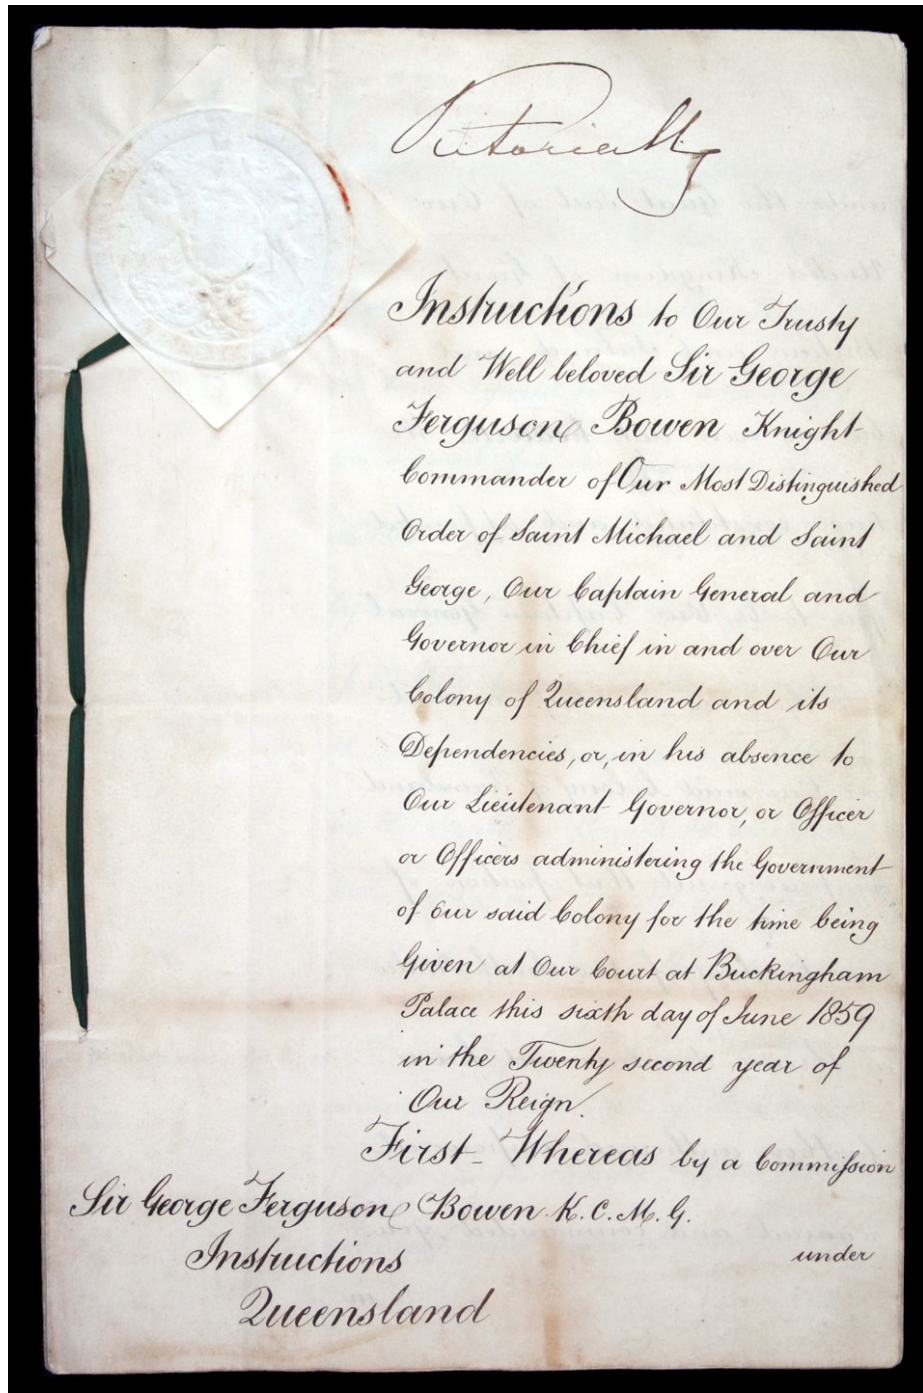 Victoria R
Instructions to Our Trusty
and Well beloved Sir George
Ferguson Bowen Knight
Commander of Our Most Distinguished
Order of Saint Michael and Saint
George, Our Captain General and
Governor in Chief in and over Our
Colony of Queensland and its
Dependencies, or, in his absence to
Our Lieutenant Governor, or Officer
or Officers administering the Government
of our said Colony for the time being
Given at Our Court at Buckingham
Palace this sixth day of June 1859
in the Twenty second year of
Our Reign.
First - Whereas by a Commission
Sir George Ferguson Bowen K.C.M.G.
under
Instructions
Queensland